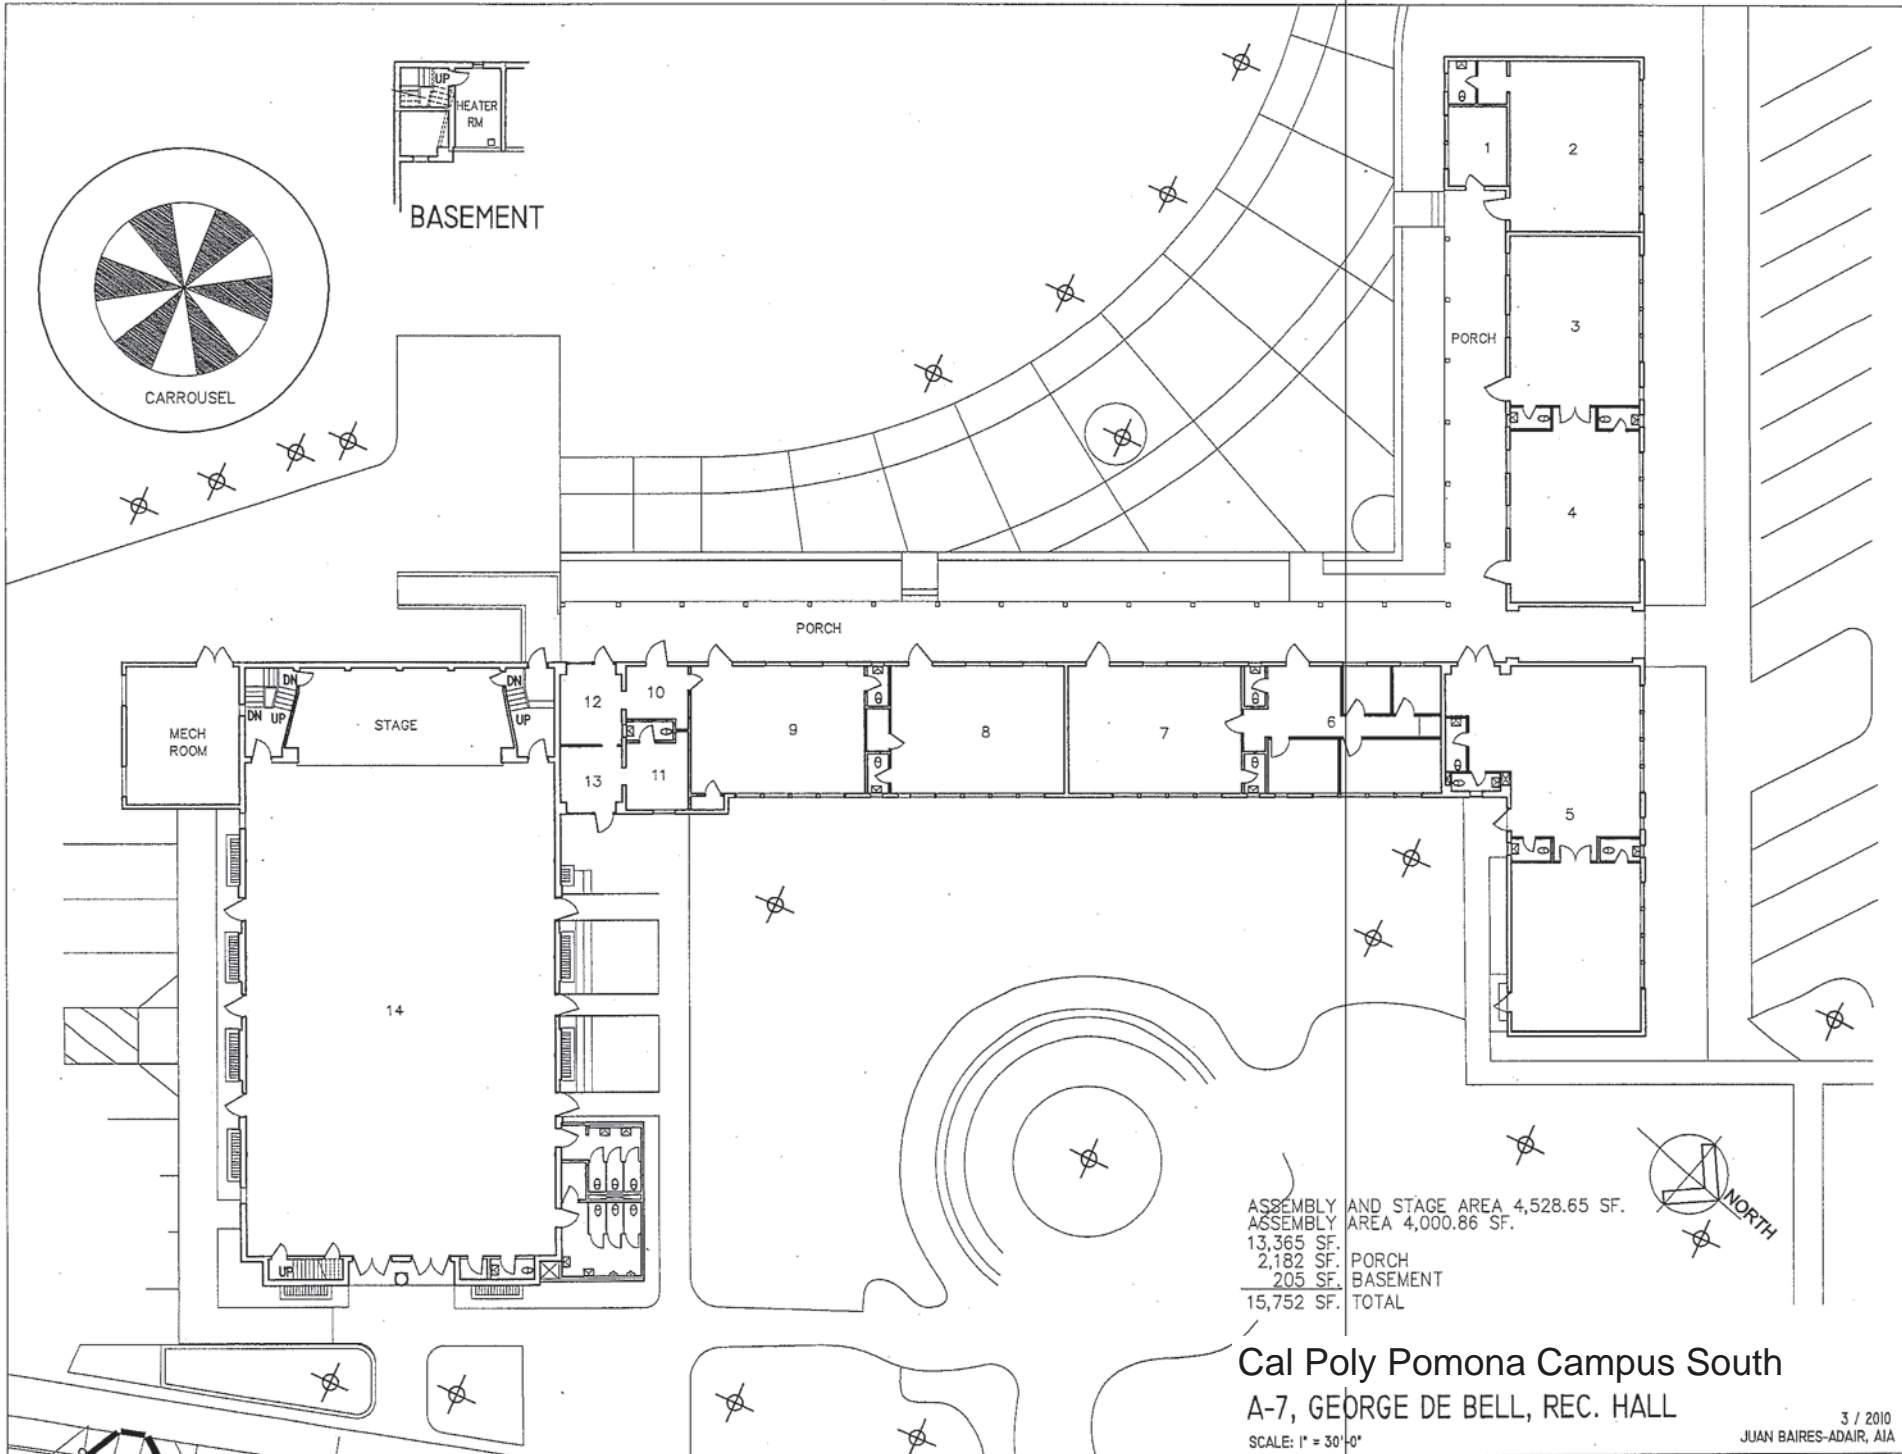 UP
HEATER
RM
BASEMENT
CARROUSEL
1
2
3
PORCH
4
PORCH
DN
DN
DN UP
UP
STAGE
MECH
ROOM
12
10
13
11
9
8
7
6
5
14
UP
ASSEMBLY AND STAGE AREA 4,528.65 SF.
ASSEMBLY AREA 4,000.86 SF.
13,365 SF.
2,182 SF. PORCH
205 SF. BASEMENT
15,752 SF. TOTAL
NORTH
Cal Poly Pomona Campus South
A-7, GEORGE DE BELL, REC. HALL
SCALE: 1" = 30'-0"
3 / 2010
JUAN BAIRES-ADAIR, AIA